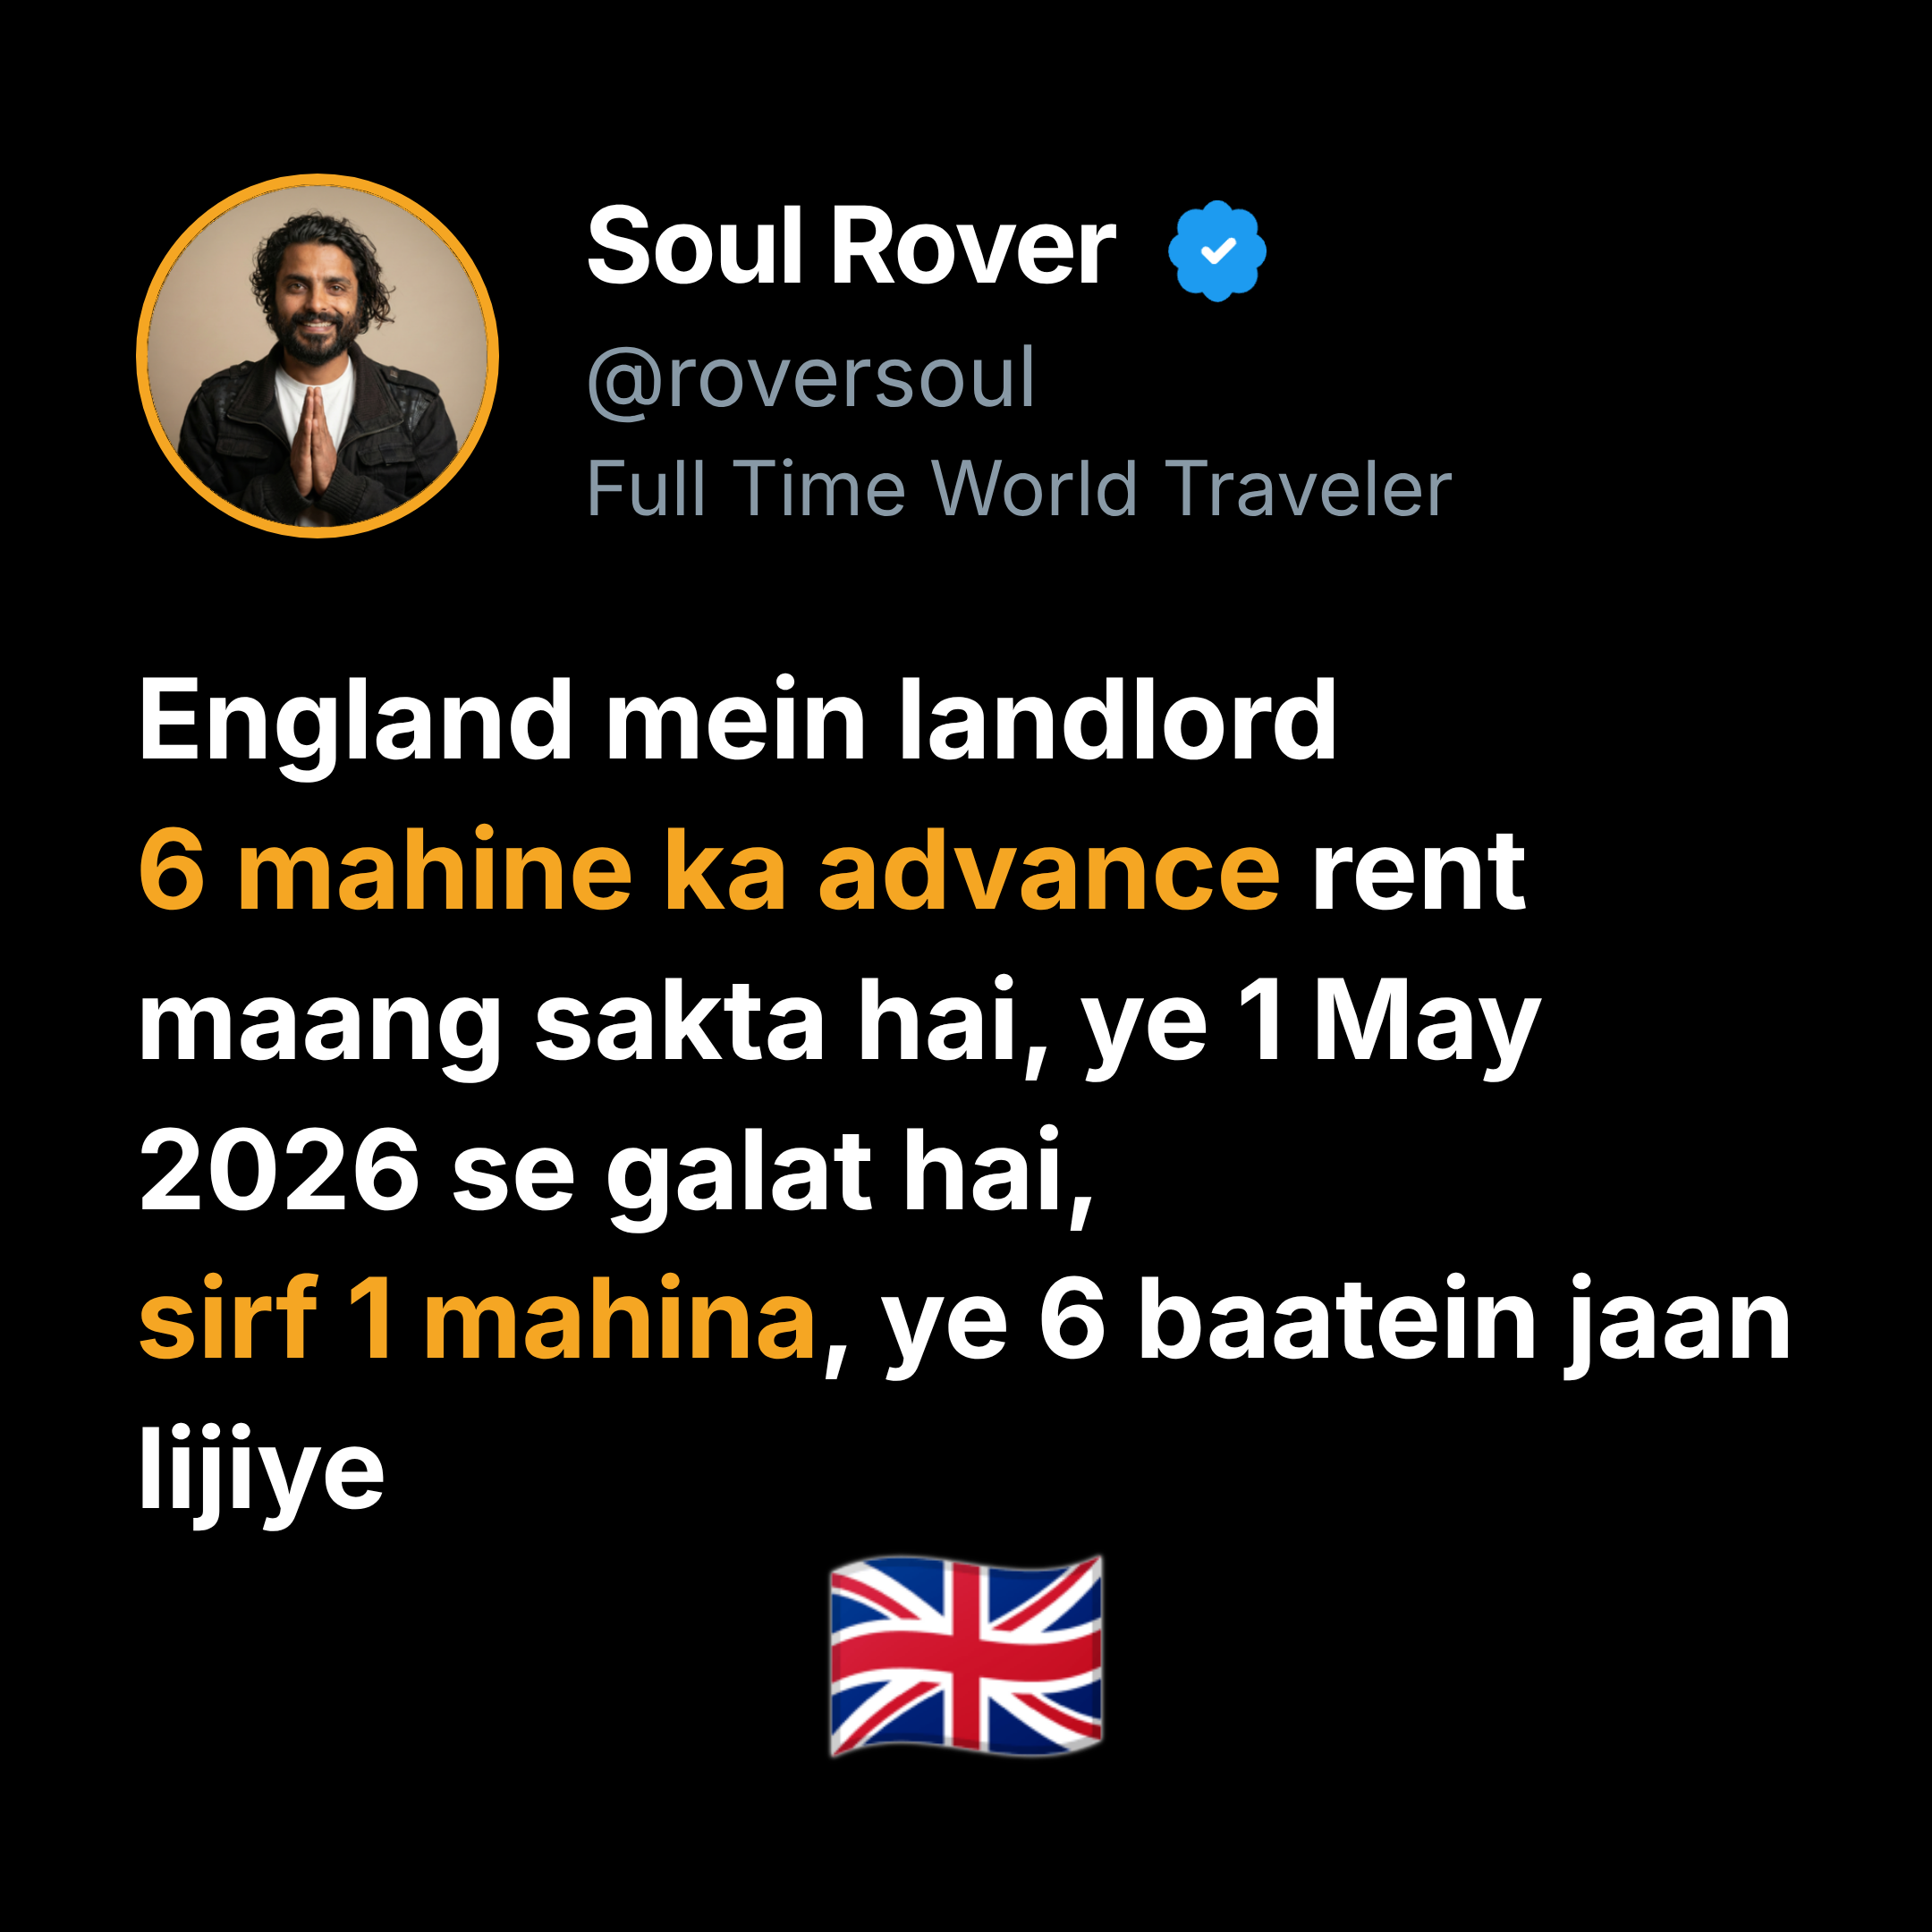 Soul Rover
@roversoul
Full Time World Traveler
England mein landlord
6 mahine ka advance rent
maang sakta hai, ye 1 May
2026 se galat hai,
sirf 1 mahina, ye 6 baatein jaan
lijiye